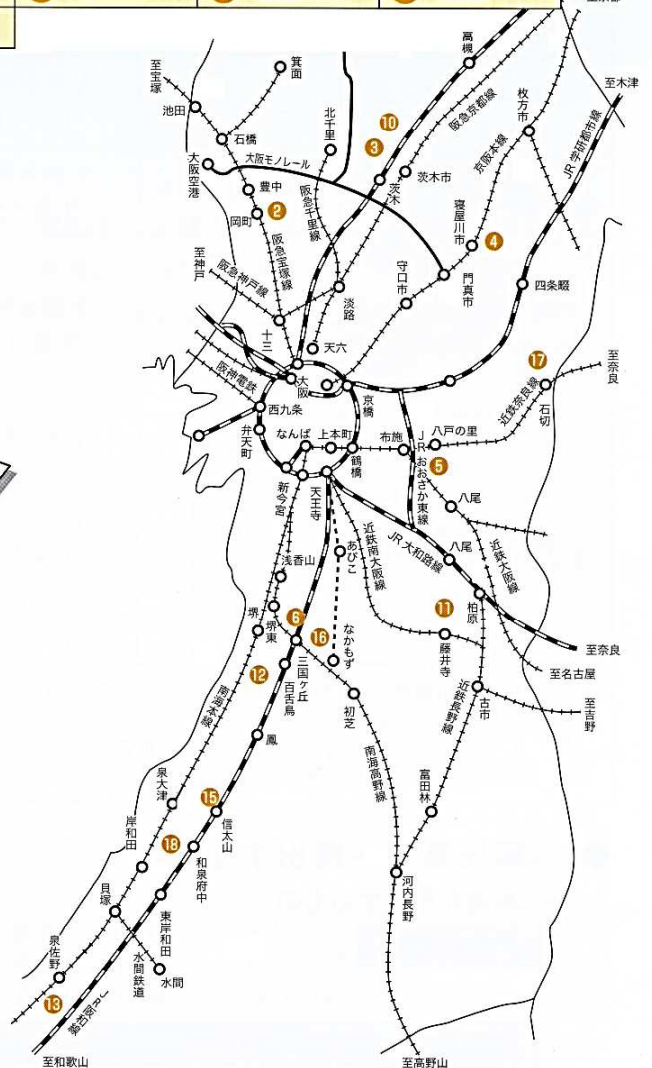 高槻
箕面
至宝塚
池田
石橋
大阪空港
大阪モノレール
北千里
⑩
③
阪急京都線
枚方市
至木津
京阪本線
JR学研都市線
茨木
茨木市
豊中
岡町
②
阪急千里線
阪急宝塚線
寝屋川市
④
至神戸
阪急神戸線
守口市
門真市
四条畷
淡路
十三
天六
⑰
至奈良
阪神電鉄
大阪
京橋
近鉄奈良線
石切
西九条
弁天町
なんば
上本町
鶴橋
布施
八戸の里
JRおおさか東線
⑤
新今宮
天王寺
八尾
近鉄南大阪線
JR大和路線
八尾
近鉄大阪線
あびこ
浅香山
⑪
柏原
藤井寺
至奈良
至名古屋
堺
堺東
⑥
⑯
なかもず
三国ヶ丘
百舌鳥
⑫
初芝
近鉄長野線
古市
至吉野
南海本線
鳳
南海高野線
富田林
泉大津
⑮
信太山
岸和田
⑱
和泉府中
河内長野
貝塚
東岸和田
泉佐野
水間鉄道
水間
⑬
JR阪和線
至和歌山
至高野山